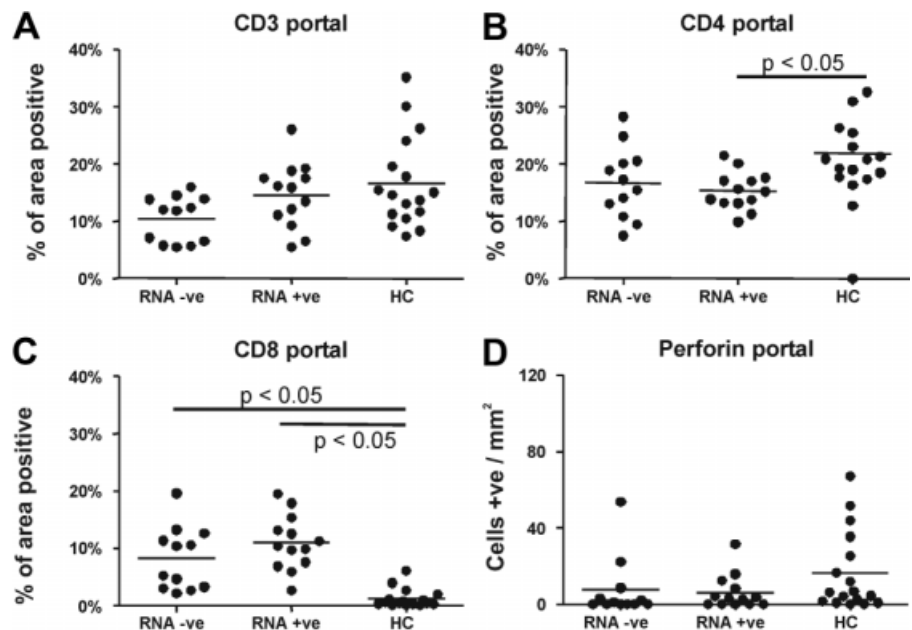 A
CD3 portal
% of area positive
40%
30%
20%
10%
0%
RNA -ve
RNA +ve
HC
B
CD4 portal
% of area positive
40%
30%
20%
10%
0%
p < 0.05
RNA -ve
RNA +ve
HC
C
CD8 portal
% of area positive
40%
30%
20%
10%
0%
p < 0.05
p < 0.05
RNA -ve
RNA +ve
HC
D
Perforin portal
Cells +ve / mm²
120
80
40
0
RNA -ve
RNA +ve
HC